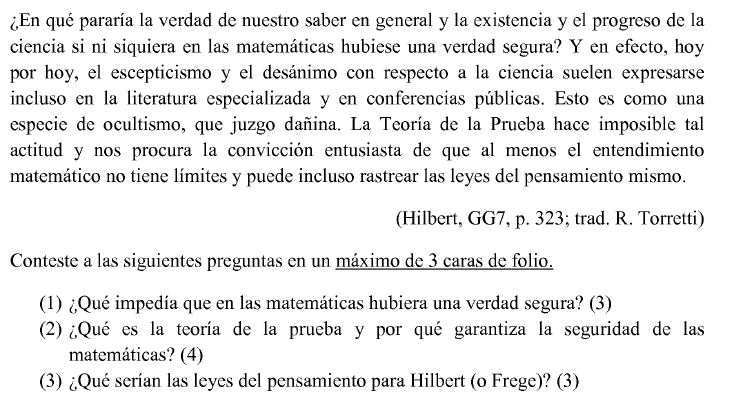 ¿En qué pararía la verdad de nuestro saber en general y la existencia y el progreso de la
ciencia si ni siquiera en las matemáticas hubiese una verdad segura? Y en efecto, hoy
por hoy, el escepticismo y el desánimo con respecto a la ciencia suelen expresarse
incluso en la literatura especializada y en conferencias públicas. Esto es como una
especie de ocultismo, que juzgo dañina. La Teoría de la Prueba hace imposible tal
actitud y nos procura la convicción entusiasta de que al menos el entendimiento
matemático no tiene límites y puede incluso rastrear las leyes del pensamiento mismo.
(Hilbert, GG7, p. 323; trad. R. Torretti)
Conteste a las siguientes preguntas en un máximo de 3 caras de folio.
(1) ¿Qué impedía que en las matemáticas hubiera una verdad segura? (3)
(2) ¿Qué es la teoría de la prueba y por qué garantiza la seguridad de las
matemáticas? (4)
(3) ¿Qué serían las leyes del pensamiento para Hilbert (o Frege)? (3)